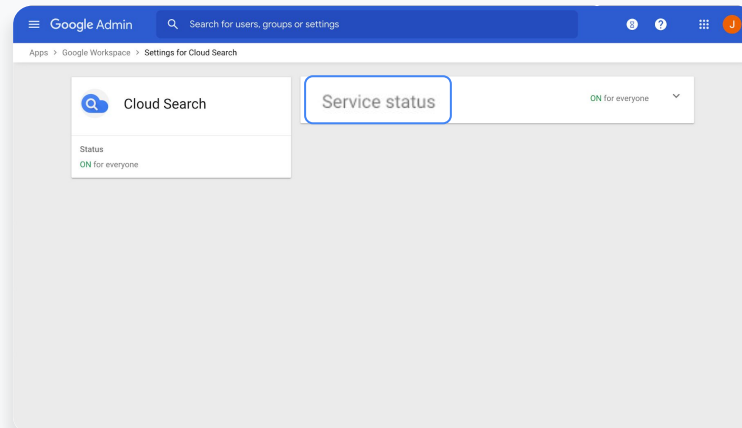 Google Admin
Search for users, groups or settings
8
?
J
Apps > Google Workspace > Settings for Cloud Search
Cloud Search
Status
ON for everyone
Service status
ON for everyone